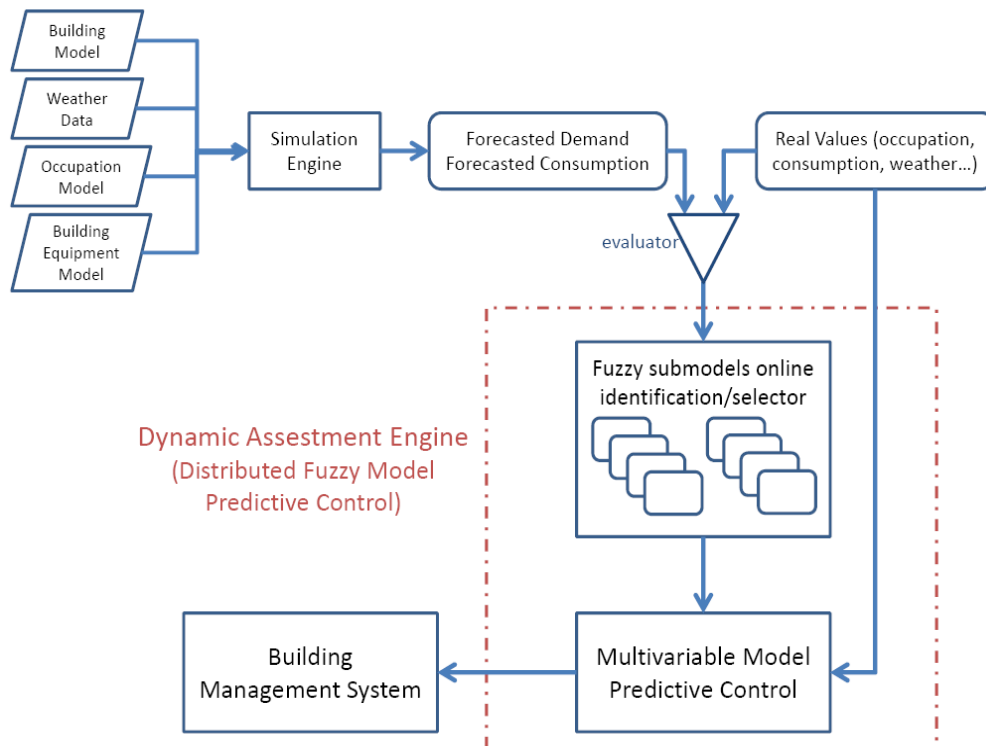 Building
Model
Weather
Data
Occupation
Model
Building
Equipment
Model
Simulation
Engine
Forecasted Demand
Forecasted Consumption
Real Values (occupation,
consumption, weather...)
evaluator
Fuzzy submodels online
identification/selector
Dynamic Assestment Engine
(Distributed Fuzzy Model
Predictive Control)
Building
Management System
Multivariable Model
Predictive Control